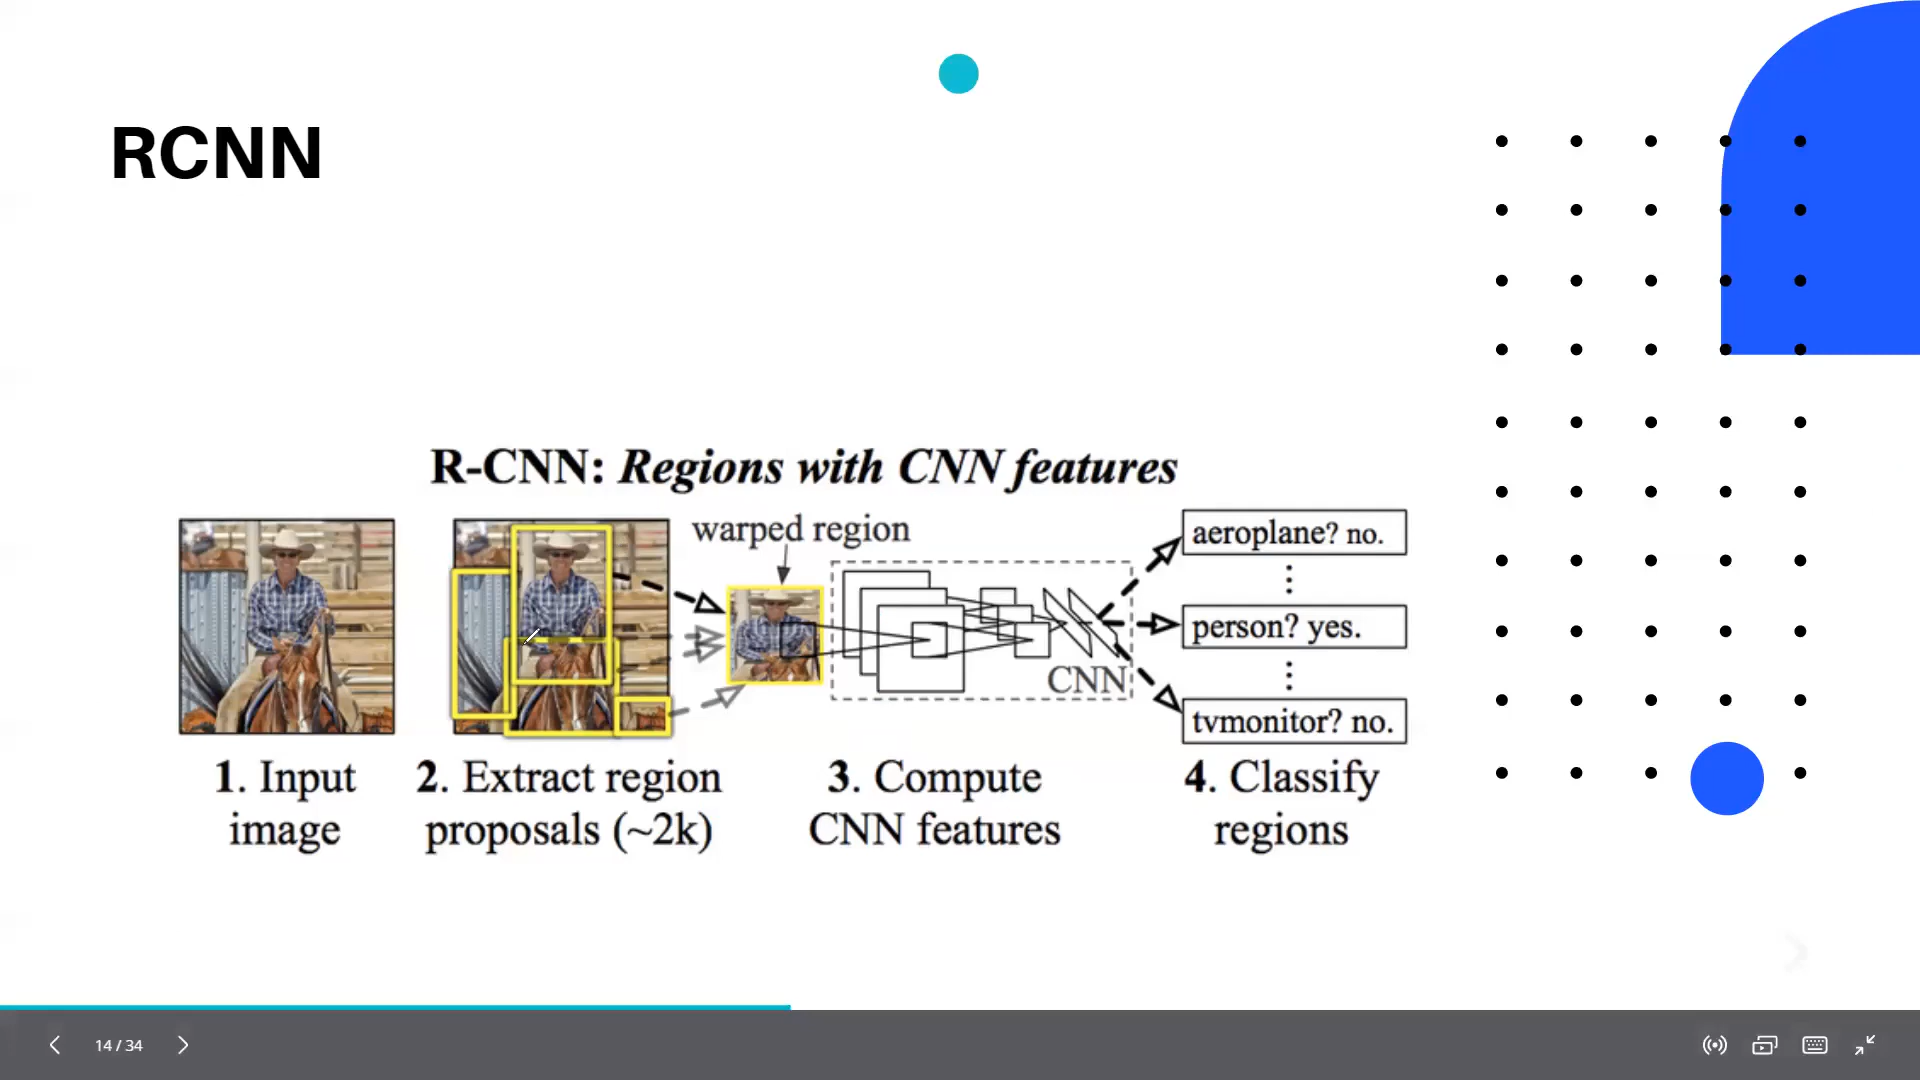 RCNN
R-CNN: Regions with CNN features
warped region
aeroplane? no.
person? yes.
CNN
tvmonitor? no.
1. Input
image
2. Extract region
proposals (~2k)
3. Compute
CNN features
4. Classify
regions
14 / 34